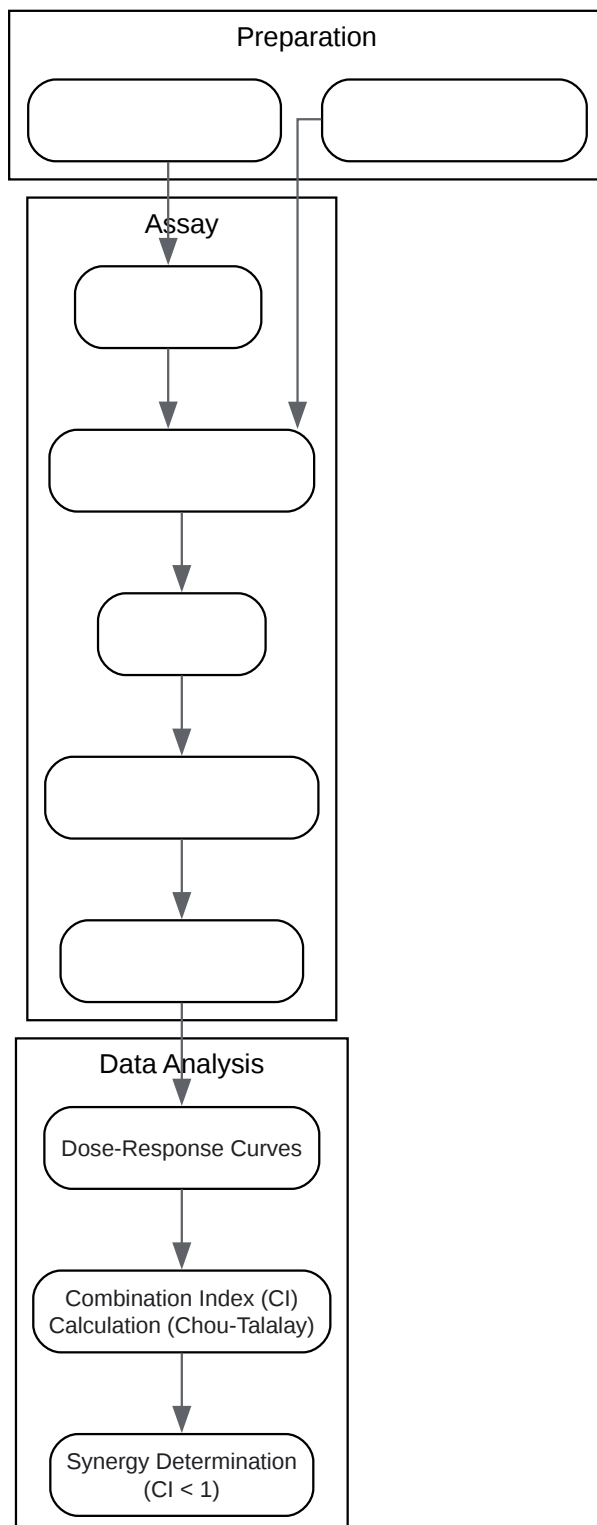 Preparation
Assay
Data Analysis
Dose-Response Curves
Combination Index (CI)
Calculation (Chou-Talalay)
Synergy Determination
(CI < 1)